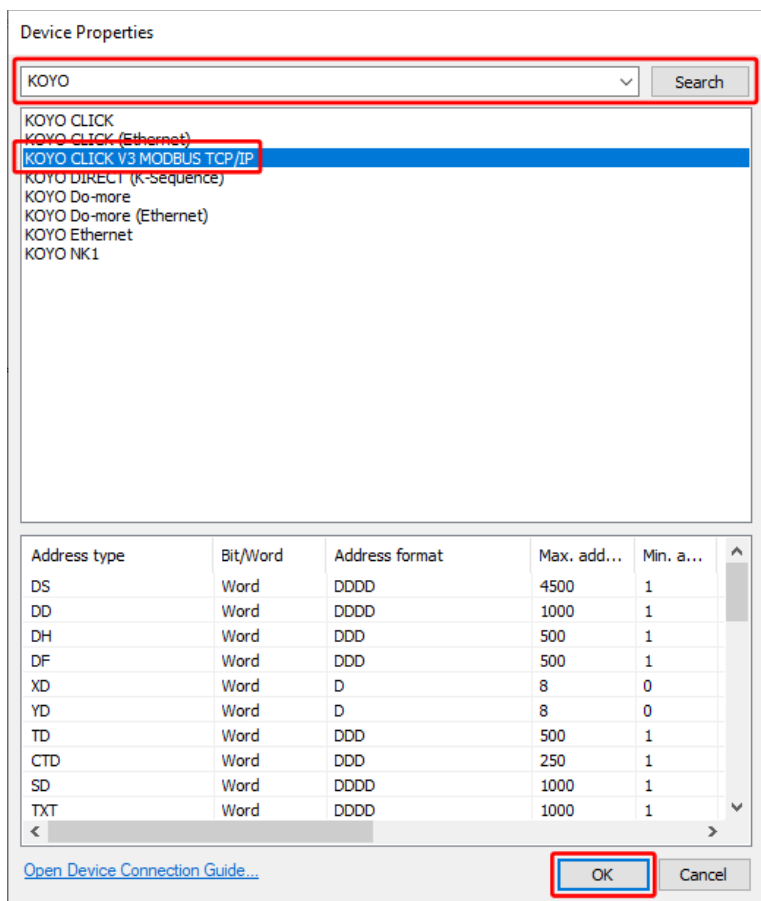 Device Properties
KOYO Search
KOYO CLICK
KOYO CLICK (Ethernet)
KOYO CLICK V3 MODBUS TCP/IP
KOYO DIRECT (K-Sequence)
KOYO Do-more
KOYO Do-more (Ethernet)
KOYO Ethernet
KOYO NK1
Address type Bit/Word Address format Max. add... Min. a...
DS Word DDDD 4500 1
DD Word DDDD 1000 1
DH Word DDD 500 1
DF Word DDD 500 1
XD Word D 8 0
YD Word D 8 0
TD Word DDD 500 1
CTD Word DDD 250 1
SD Word DDDD 1000 1
TXT Word DDDD 1000 1
Open Device Connection Guide... OK Cancel